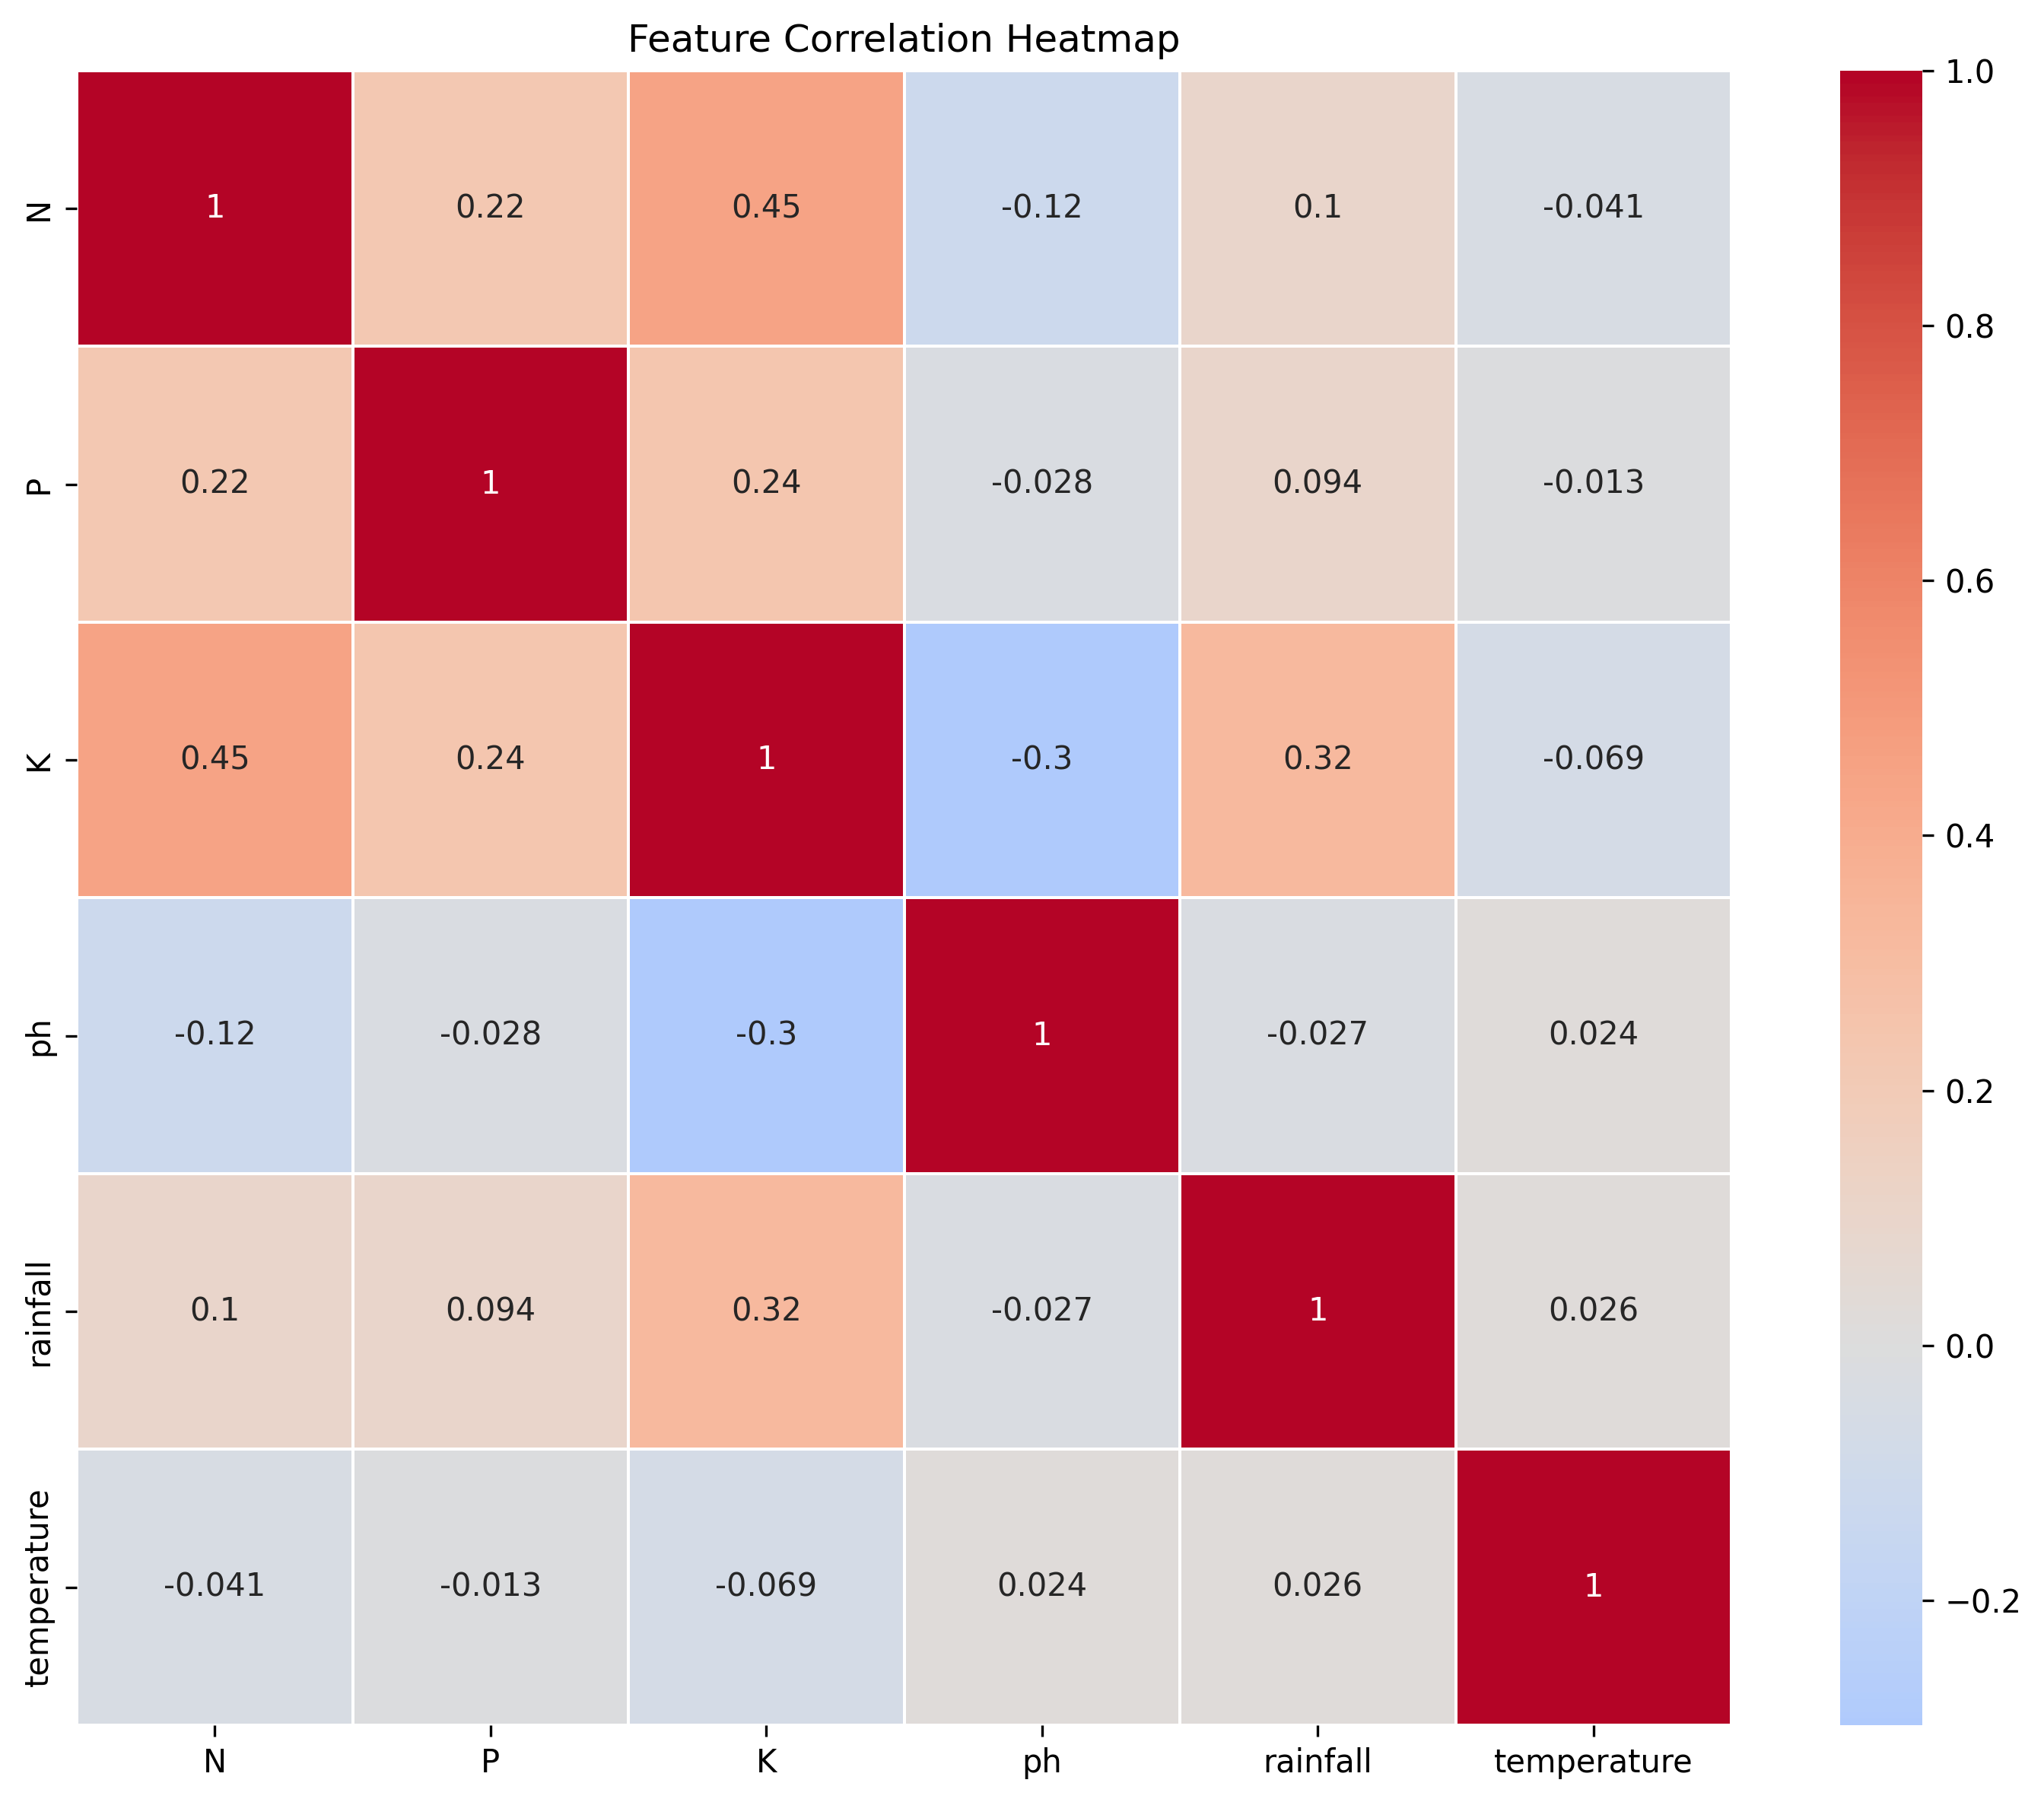 Feature Correlation Heatmap
N 1 0.22 0.45 -0.12 0.1 -0.041
P 0.22 1 0.24 -0.028 0.094 -0.013
K 0.45 0.24 1 -0.3 0.32 -0.069
ph -0.12 -0.028 -0.3 1 -0.027 0.024
rainfall 0.1 0.094 0.32 -0.027 1 0.026
temperature -0.041 -0.013 -0.069 0.024 0.026 1
N P K ph rainfall temperature
1.0
0.8
0.6
0.4
0.2
0.0
−0.2